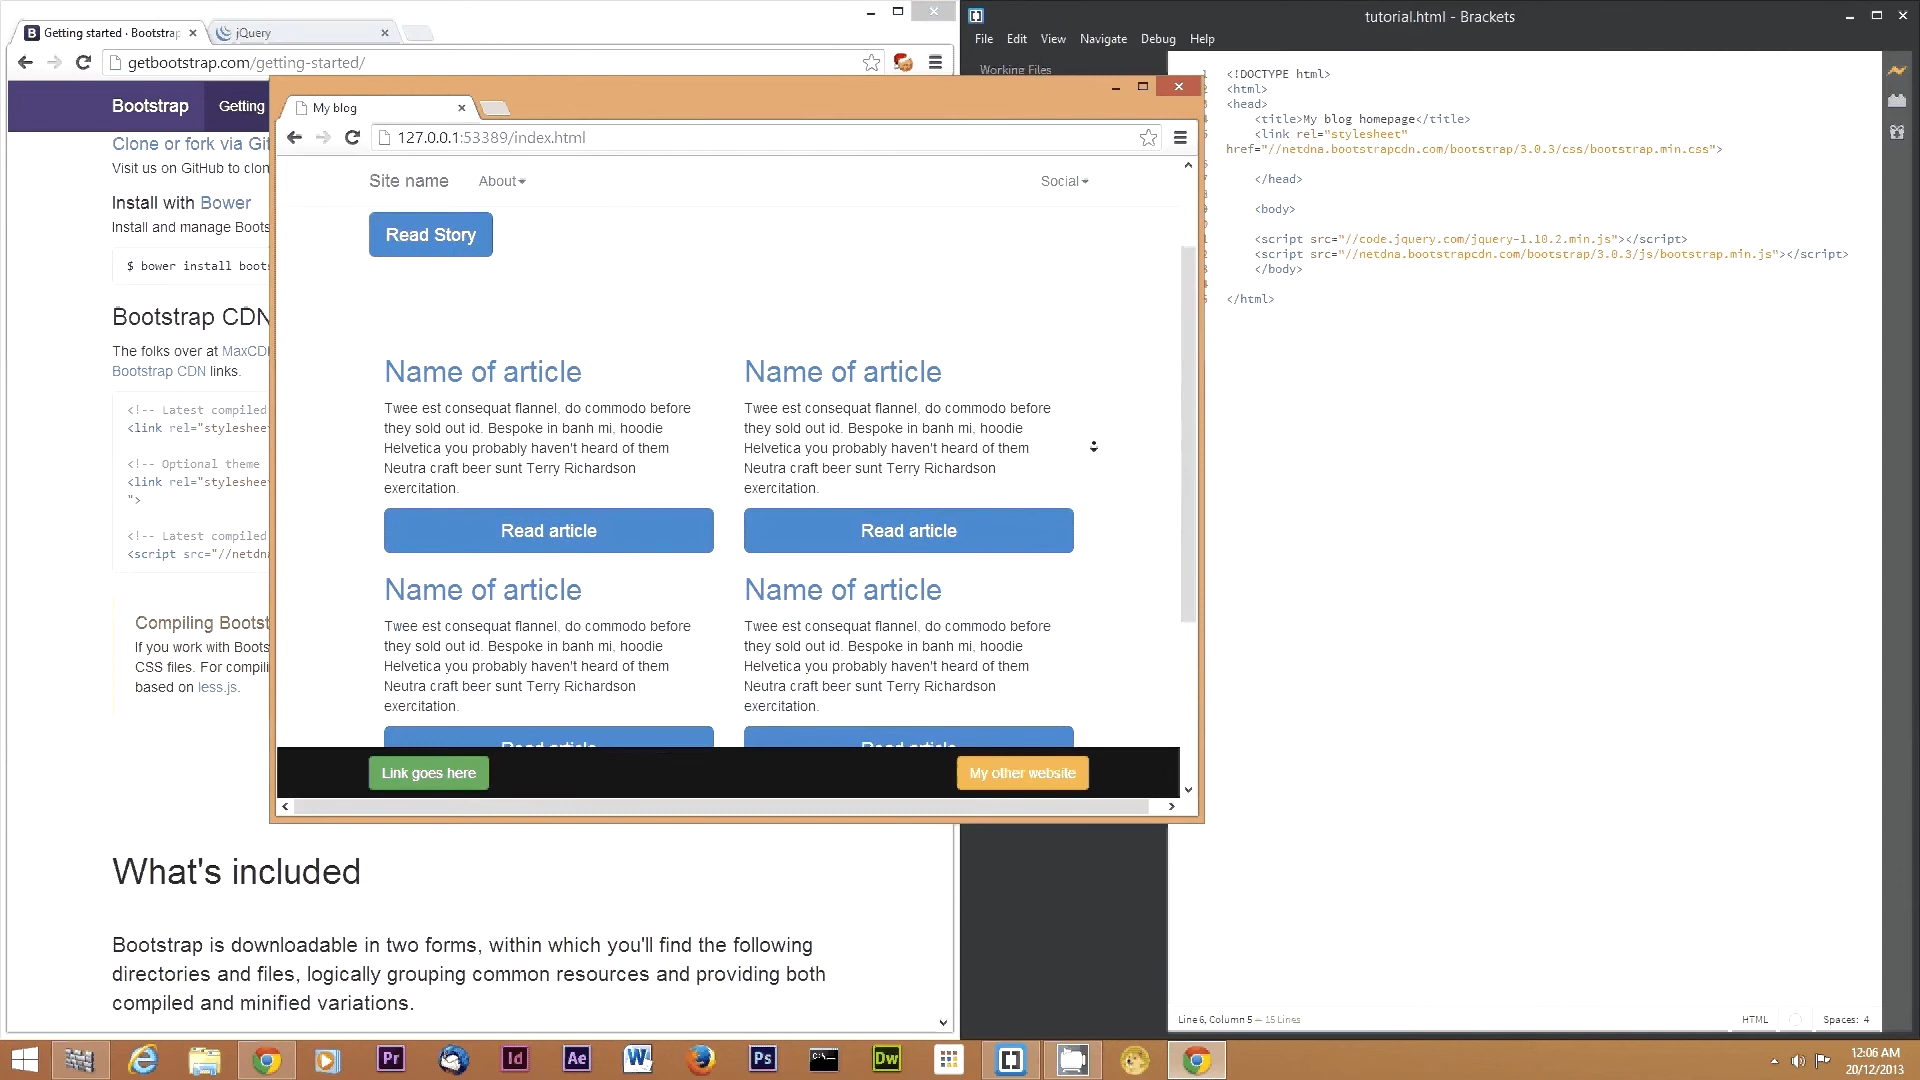 Getting started · Bootstrap
jQuery
getbootstrap.com/getting-started/
Bootstrap
Getting
Clone or fork via Git
Visit us on GitHub to clon
Install with Bower
Install and manage Boots
$ bower install boots
Bootstrap CDN
The folks over at MaxCD
Bootstrap CDN links.
<!-- Latest compiled
<link rel="stylesheet
<!-- Optional theme
<link rel="stylesheet
">
<!-- Latest compiled
<script src="//netdna
Compiling Bootst
If you work with Boots
CSS files. For compili
based on less.js.
What's included
Bootstrap is downloadable in two forms, within which you'll find the following
directories and files, logically grouping common resources and providing both
compiled and minified variations.
My blog
127.0.0.1:53389/index.html
Site name
About
Social
Read Story
Name of article
Twee est consequat flannel, do commodo before
they sold out id. Bespoke in banh mi, hoodie
Helvetica you probably haven't heard of them
Neutra craft beer sunt Terry Richardson
exercitation.
Read article
Name of article
Twee est consequat flannel, do commodo before
they sold out id. Bespoke in banh mi, hoodie
Helvetica you probably haven't heard of them
Neutra craft beer sunt Terry Richardson
exercitation.
Read article
Name of article
Twee est consequat flannel, do commodo before
they sold out id. Bespoke in banh mi, hoodie
Helvetica you probably haven't heard of them
Neutra craft beer sunt Terry Richardson
exercitation.
Read article
Name of article
Twee est consequat flannel, do commodo before
they sold out id. Bespoke in banh mi, hoodie
Helvetica you probably haven't heard of them
Neutra craft beer sunt Terry Richardson
exercitation.
Read article
Link goes here
My other website
tutorial.html - Brackets
File Edit View Navigate Debug Help
Working Files
<!DOCTYPE html>
<html>
<head>
<title>My blog homepage</title>
<link rel="stylesheet"
href="//netdna.bootstrapcdn.com/bootstrap/3.0.3/css/bootstrap.min.css">
</head>
<body>
<script src="//code.jquery.com/jquery-1.10.2.min.js"></script>
<script src="//netdna.bootstrapcdn.com/bootstrap/3.0.3/js/bootstrap.min.js"></script>
</body>
</html>
Line 6, Column 5 — 15 Lines
HTML
Spaces: 4
Pr
Id
Ae
W
Ps
C:\
Dw
12:06 AM
20/12/2013